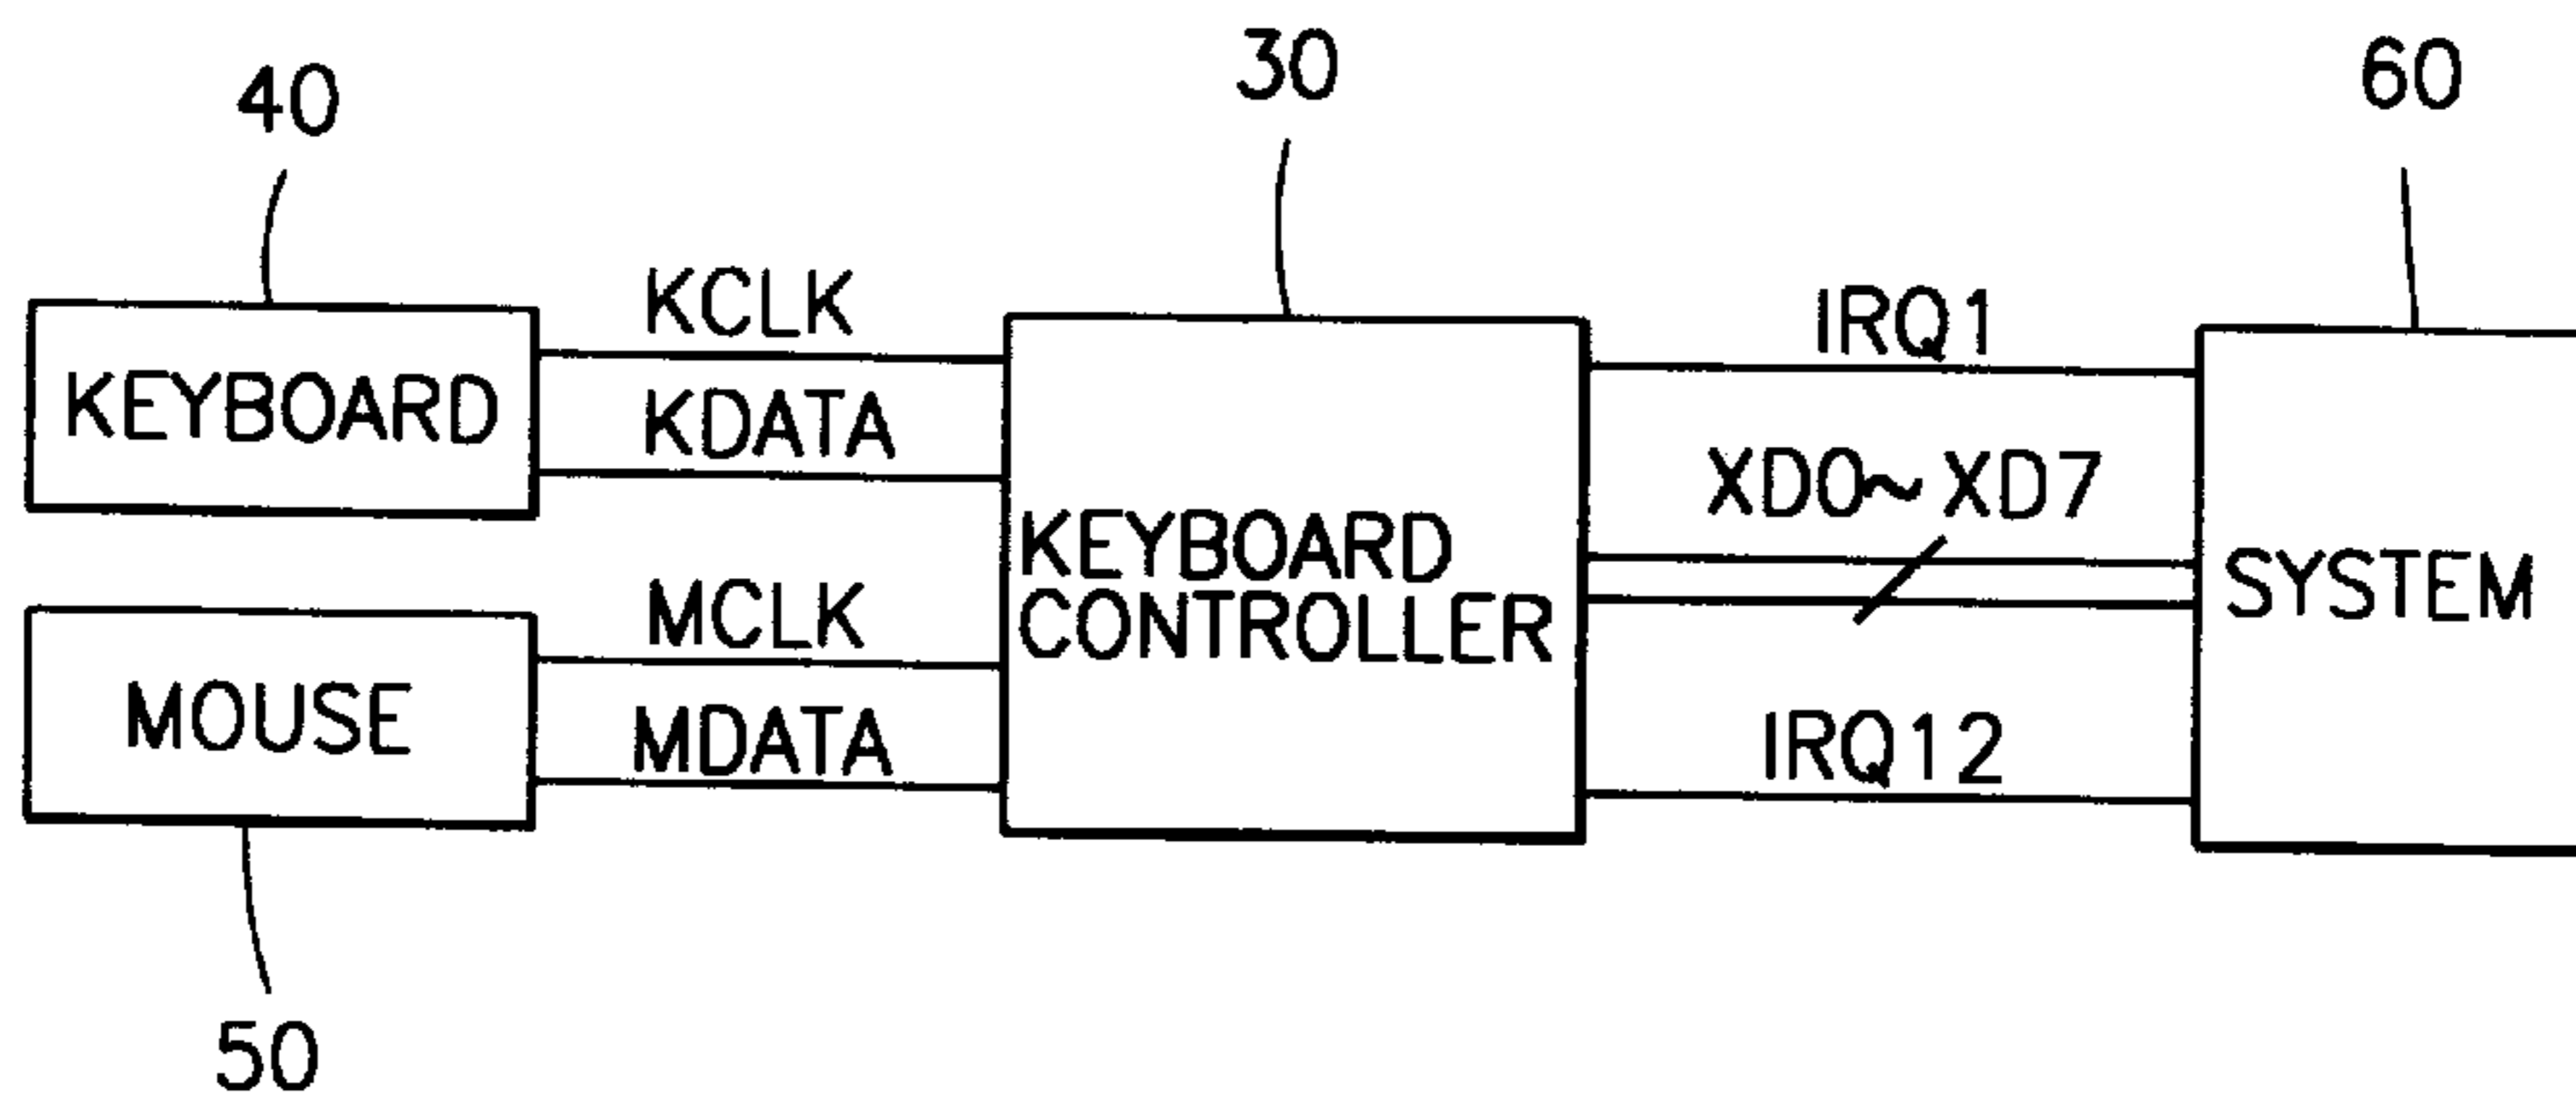 40
30
60
KCLK
IRQ1
KEYBOARD
KDATA
XD0~XD7
KEYBOARD
CONTROLLER
SYSTEM
MCLK
MOUSE
MDATA
IRQ12
50